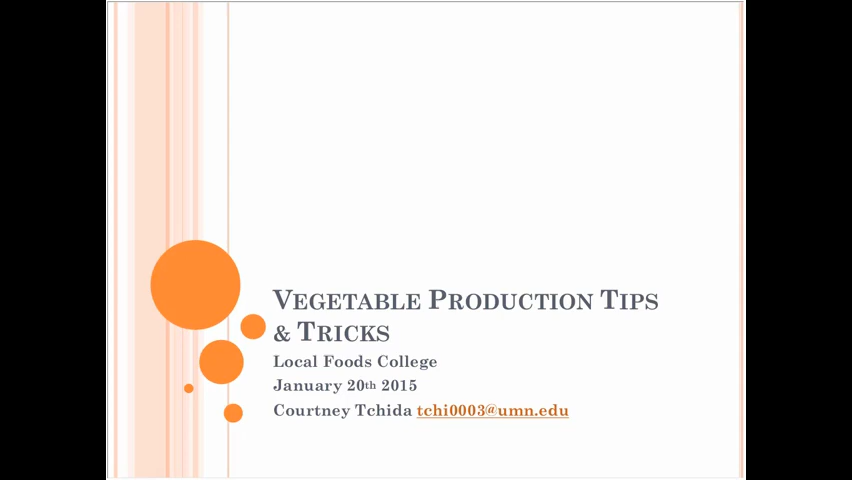 VEGETABLE PRODUCTION TIPS
& TRICKS
Local Foods College
January 20th 2015
Courtney Tchida tchi0003@umn.edu